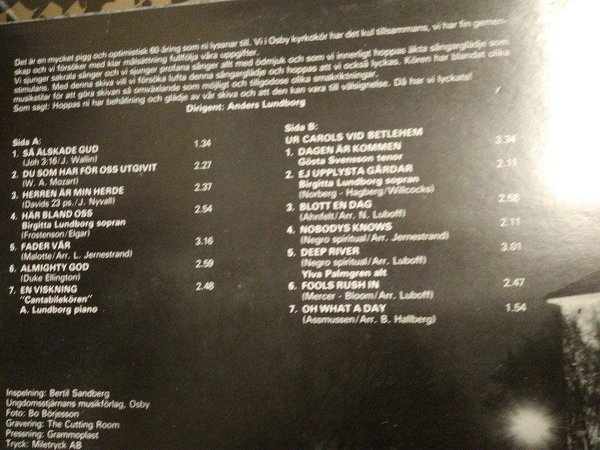 Det är en mycket pigg och optimistisk 60-åring som ni lyssnar till. Vi i Osby kyrkokör har det kul tillsammans, vi har fin gemen-
skap och vi försöker med klar målsättning fullfölja våra uppgifter.
Vi sjunger sakrala sånger och vi sjunger profana sånger allt med ödmjuk och som vi innerligt hoppas äkta sångarglädje som
stimulans. Med denna skiva vill vi försöka lufta denna sångarglädje och hoppas att vi också lyckas. Kören har blandat olika
musikstilar för att göra skivan så omväxlande som möjligt och tillgodose olika smakriktningar.
Som sagt: Hoppas ni har behållning och glädje av vår skiva och att den kan vara till välsignelse. Då har vi lyckats!
Dirigent: Anders Lundborg
Sida A:
1. SÅ ÄLSKADE GUD 1.34
(Joh 3:16/J. Wallin)
2. DU SOM HAR FÖR OSS UTGIVIT 2.27
(W. A. Mozart)
3. HERREN ÄR MIN HERDE 2.37
(Davids 23 ps./J. Nyvall)
4. HÄR BLAND OSS 2.54
Birgitta Lundborg sopran
(Frostenson/Elgar)
5. FADER VÅR 3.16
(Malotte/Arr. L. Jernestrand)
6. ALMIGHTY GOD 2.59
(Duke Ellington)
7. EN VISKNING 2.48
"Cantabilekören"
A. Lundborg piano
Sida B:
UR CAROLS VID BETLEHEM
1. DAGEN ÄR KOMMEN 3.34
Gösta Svensson tenor
2. EJ UPPLYSTA GÅRDAR 2.11
Birgitta Lundborg sopran
(Norberg - Hagberg/Willcocks)
3. BLOTT EN DAG 2.58
(Ahnfelt/Arr. N. Luboff)
4. NOBODYS KNOWS 2.11
(Negro spiritual/Arr. Jernestrand)
5. DEEP RIVER 3.01
(Negro spiritual/Arr. Luboff)
Ylva Palmgren alt
6. FOOLS RUSH IN 2.47
(Mercer - Bloom/Arr. Luboff)
7. OH WHAT A DAY 1.54
(Aasmussen/Arr. B. Hallberg)
Inspelning: Bertil Sandberg
Ungdomsstjärnans musikförlag, Osby
Foto: Bo Börjesson
Gravering: The Cutting Room
Pressning: Grammoplast
Tryck: Miletryck AB